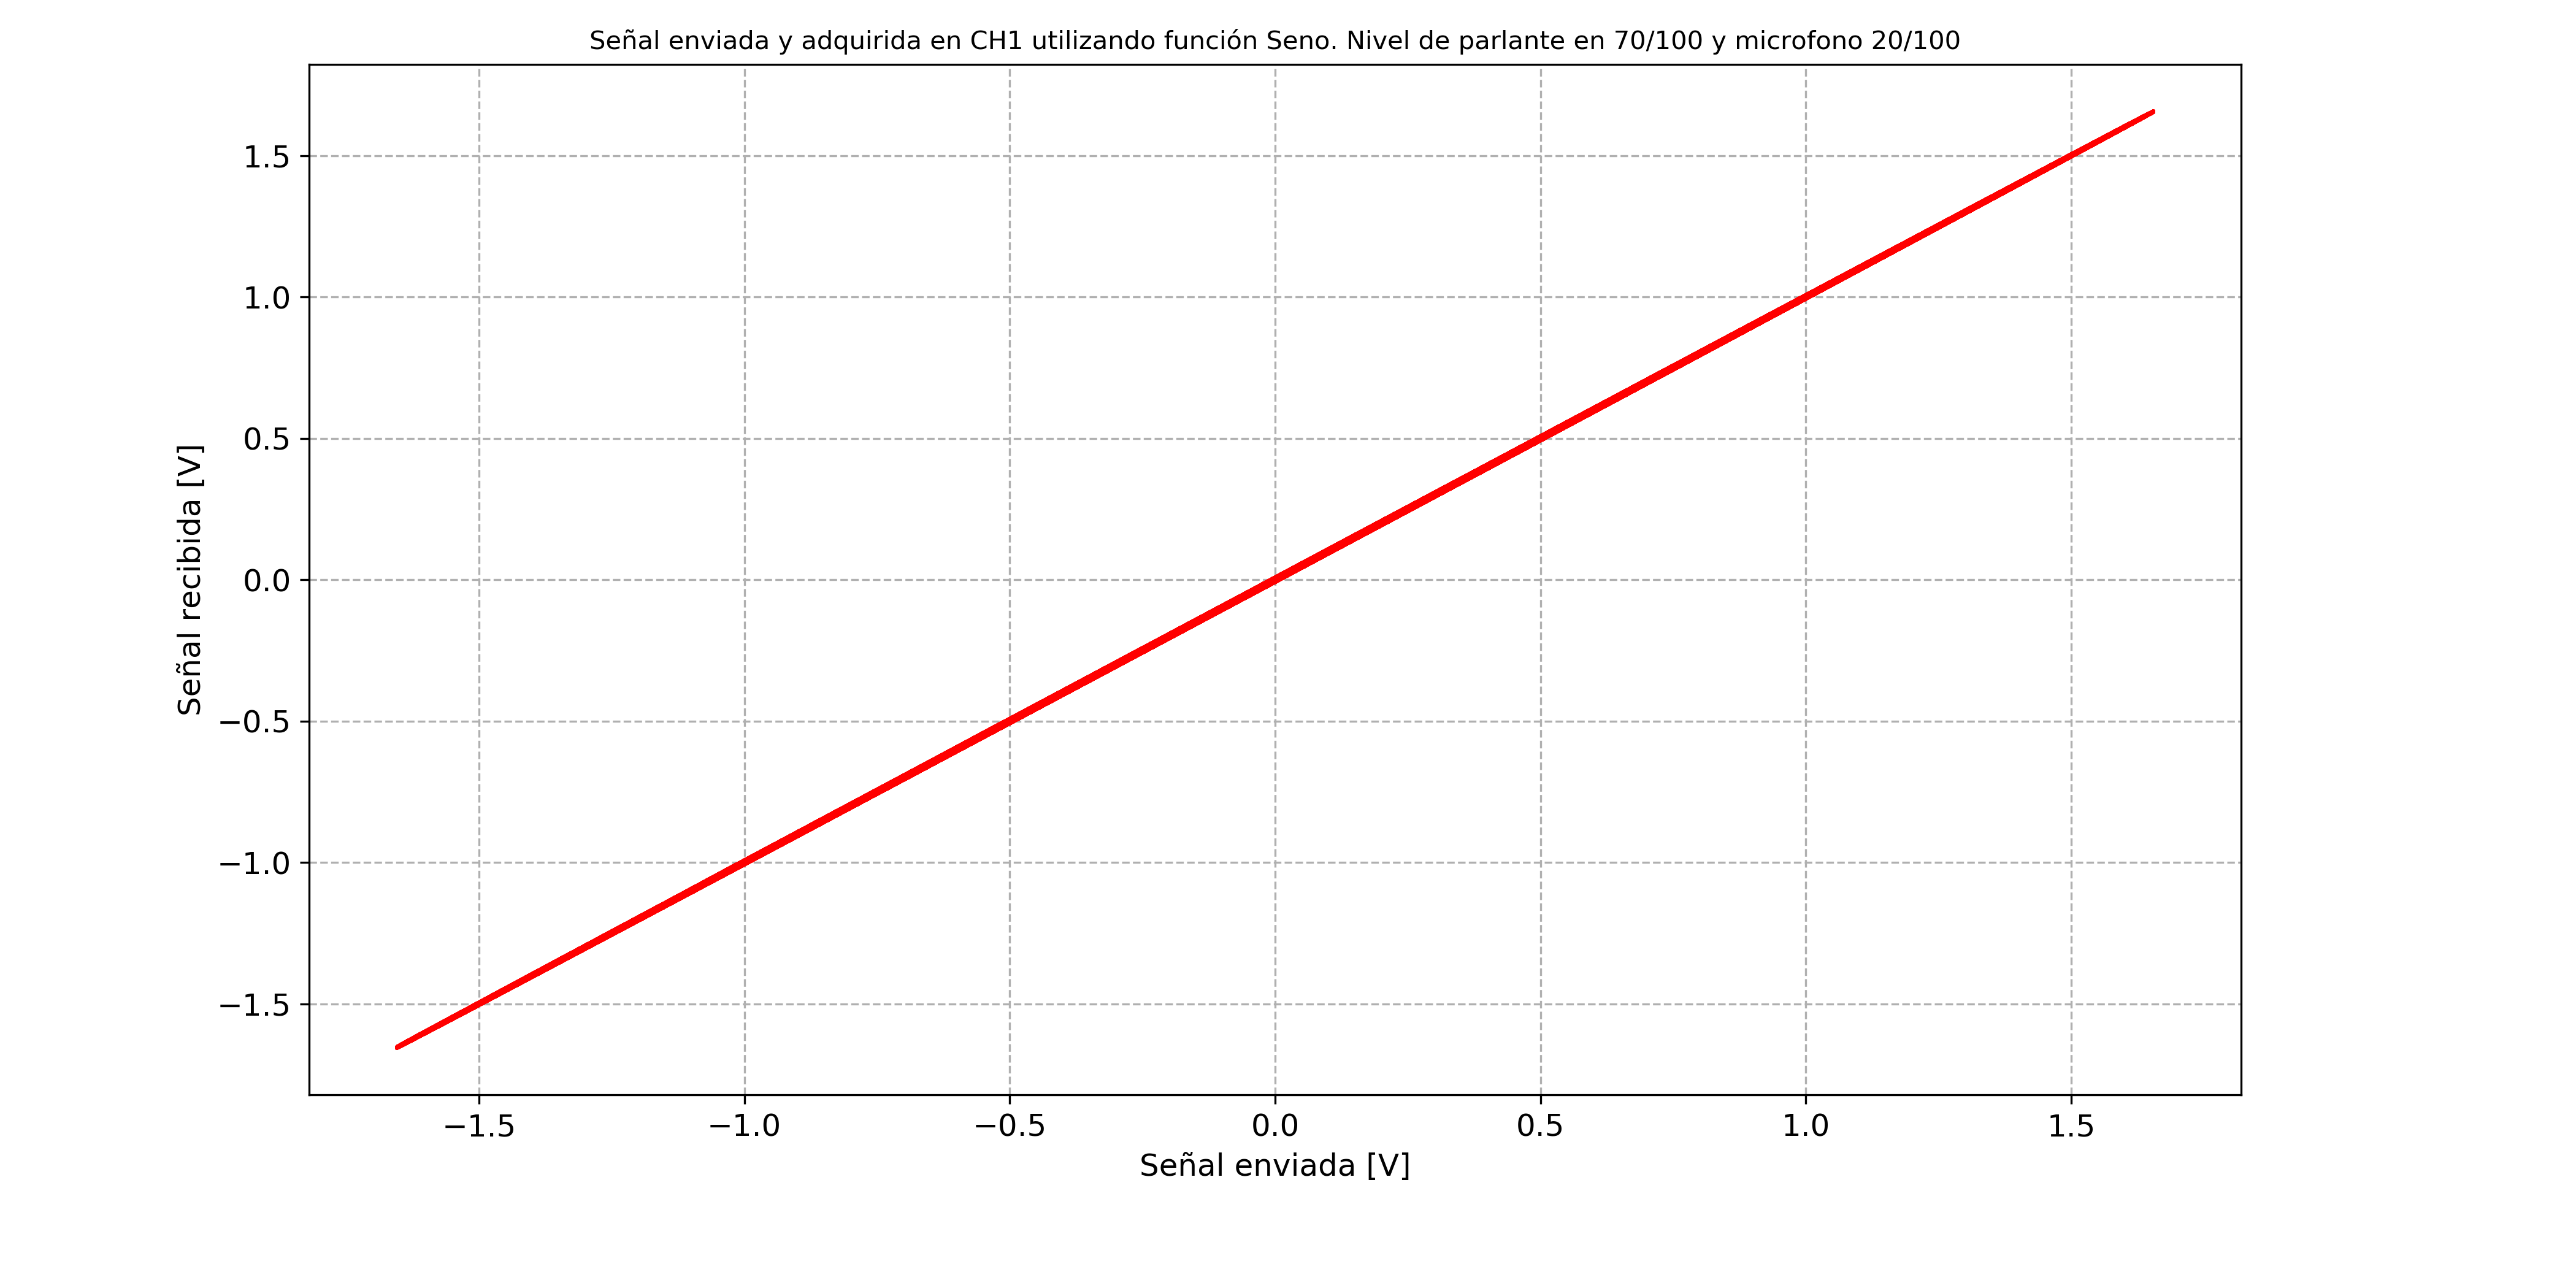 Señal enviada y adquirida en CH1 utilizando función Seno. Nivel de parlante en 70/100 y microfono 20/100
Señal recibida [V]
1.5
1.0
0.5
0.0
−0.5
−1.0
−1.5
−1.5 −1.0 −0.5 0.0 0.5 1.0 1.5
Señal enviada [V]